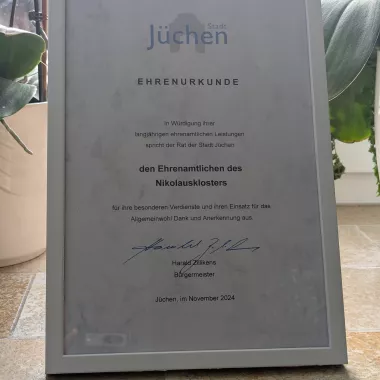 Stadt
Jüchen
EHRENURKUNDE
In Würdigung ihrer
langjährigen ehrenamtlichen Leistungen
spricht der Rat der Stadt Jüchen
den Ehrenamtlichen des
Nikolausklosters
für ihre besonderen Verdienste und ihren Einsatz für das
Allgemeinwohl Dank und Anerkennung aus.
Harald Zillikens
Bürgermeister
Jüchen, im November 2024